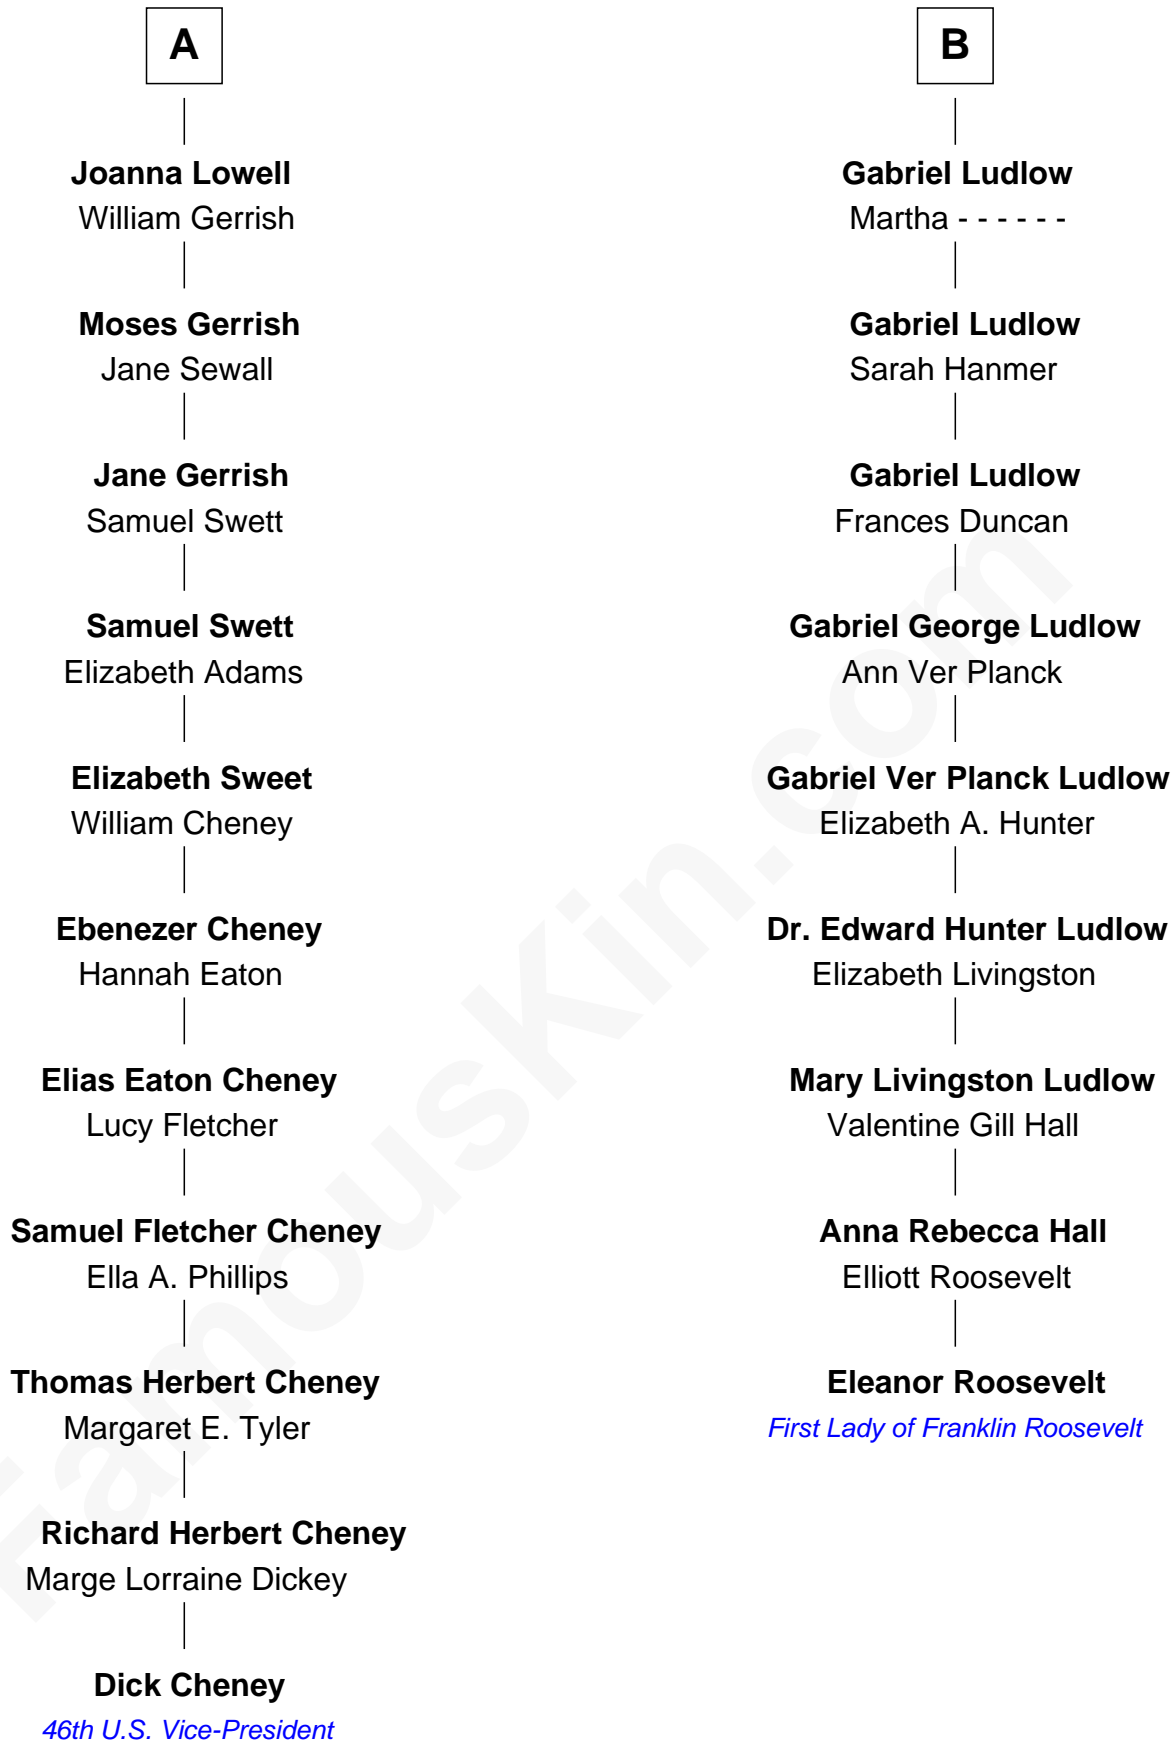 A
Joanna Lowell
William Gerrish
Moses Gerrish
Jane Sewall
Jane Gerrish
Samuel Swett
Samuel Swett
Elizabeth Adams
Elizabeth Sweet
William Cheney
Ebenezer Cheney
Hannah Eaton
Elias Eaton Cheney
Lucy Fletcher
Samuel Fletcher Cheney
Ella A. Phillips
Thomas Herbert Cheney
Margaret E. Tyler
Richard Herbert Cheney
Marge Lorraine Dickey
Dick Cheney
46th U.S. Vice-President
B
Gabriel Ludlow
Martha - - - - - -
Gabriel Ludlow
Sarah Hanmer
Gabriel Ludlow
Frances Duncan
Gabriel George Ludlow
Ann Ver Planck
Gabriel Ver Planck Ludlow
Elizabeth A. Hunter
Dr. Edward Hunter Ludlow
Elizabeth Livingston
Mary Livingston Ludlow
Valentine Gill Hall
Anna Rebecca Hall
Elliott Roosevelt
Eleanor Roosevelt
First Lady of Franklin Roosevelt
FamousKin.com